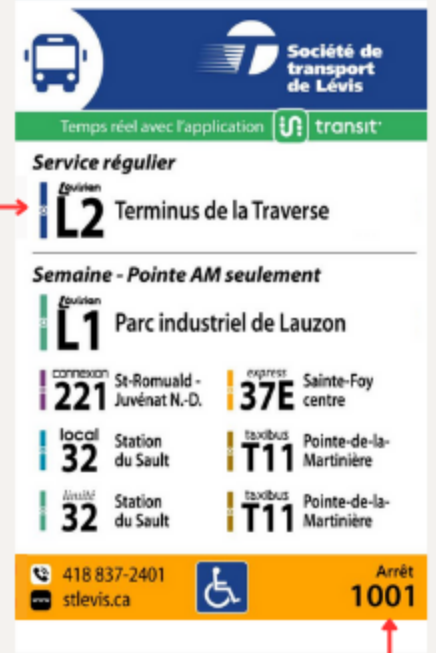 Société de
transport
de Lévis
Temps réel avec l'application transit
Service régulier
Lévisien
L2 Terminus de la Traverse
Semaine - Pointe AM seulement
Lévisien
L1 Parc industriel de Lauzon
connexion
221 St-Romuald -
Juvénat N.-D.
express
37E Sainte-Foy
centre
local
32 Station
du Sault
taxibus
T11 Pointe-de-la-
Martinière
limité
32 Station
du Sault
taxibus
T11 Pointe-de-la-
Martinière
418 837-2401
www stlevis.ca
Arrêt
1001